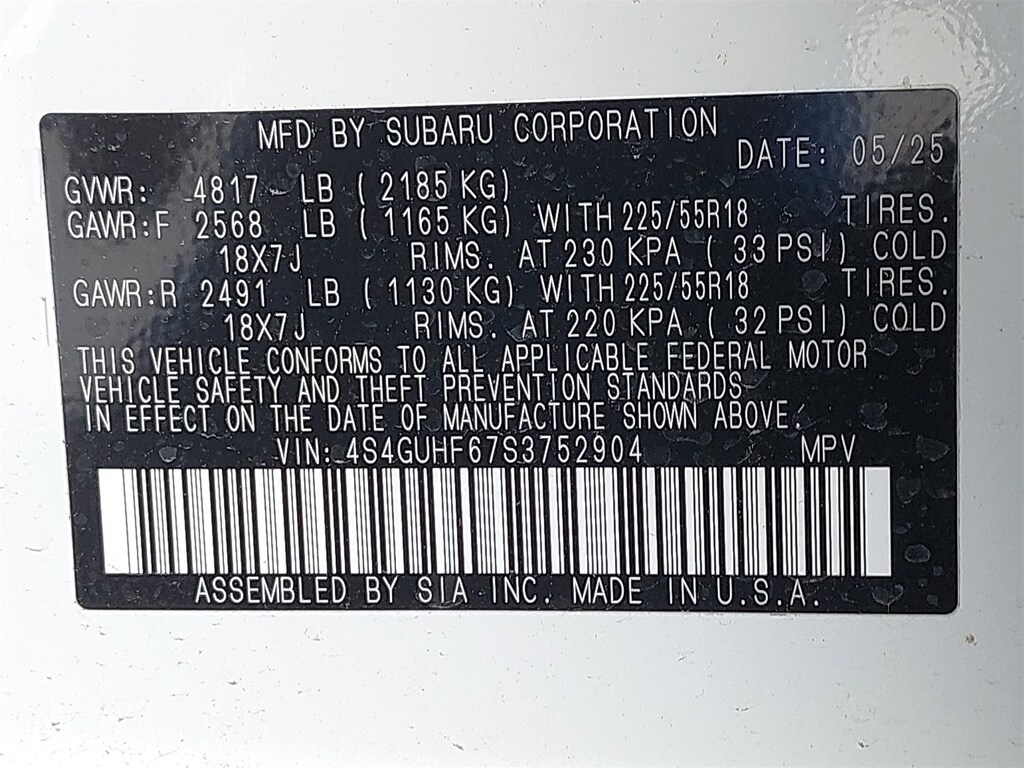 MFD BY SUBARU CORPORATION
DATE: 05/25
GVWR: 4817 LB ( 2185 KG)
GAWR:F 2568 LB ( 1165 KG) WITH 225/55R18 TIRES.
18X7J RIMS. AT 230 KPA ( 33 PSI) COLD
GAWR:R 2491 LB ( 1130 KG) WITH 225/55R18 TIRES.
18X7J RIMS. AT 220 KPA ( 32 PSI) COLD
THIS VEHICLE CONFORMS TO ALL APPLICABLE FEDERAL MOTOR
VEHICLE SAFETY AND THEFT PREVENTION STANDARDS
IN EFFECT ON THE DATE OF MANUFACTURE SHOWN ABOVE.
VIN: 4S4GUHF67S3752904 MPV
ASSEMBLED BY SIA INC. MADE IN U.S.A.